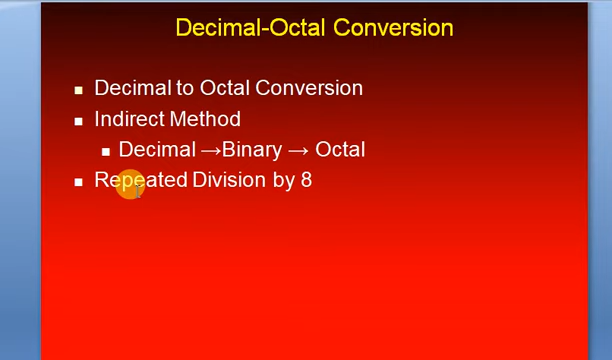 Decimal-Octal Conversion
▪ Decimal to Octal Conversion
▪ Indirect Method
▪ Decimal →Binary → Octal
▪ Repeated Division by 8